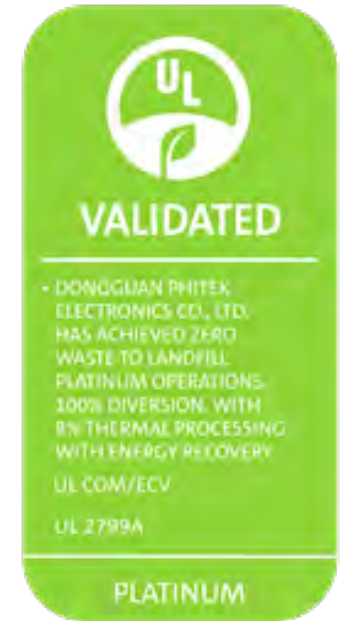 UL
VALIDATED
• DONGGUAN PHITEK
ELECTRONICS CO., LTD.
HAS ACHIEVED ZERO
WASTE TO LANDFILL
PLATINUM OPERATIONS,
100% DIVERSION, WITH
8% THERMAL PROCESSING
WITH ENERGY RECOVERY
UL.COM/ECV
UL 2799A
PLATINUM